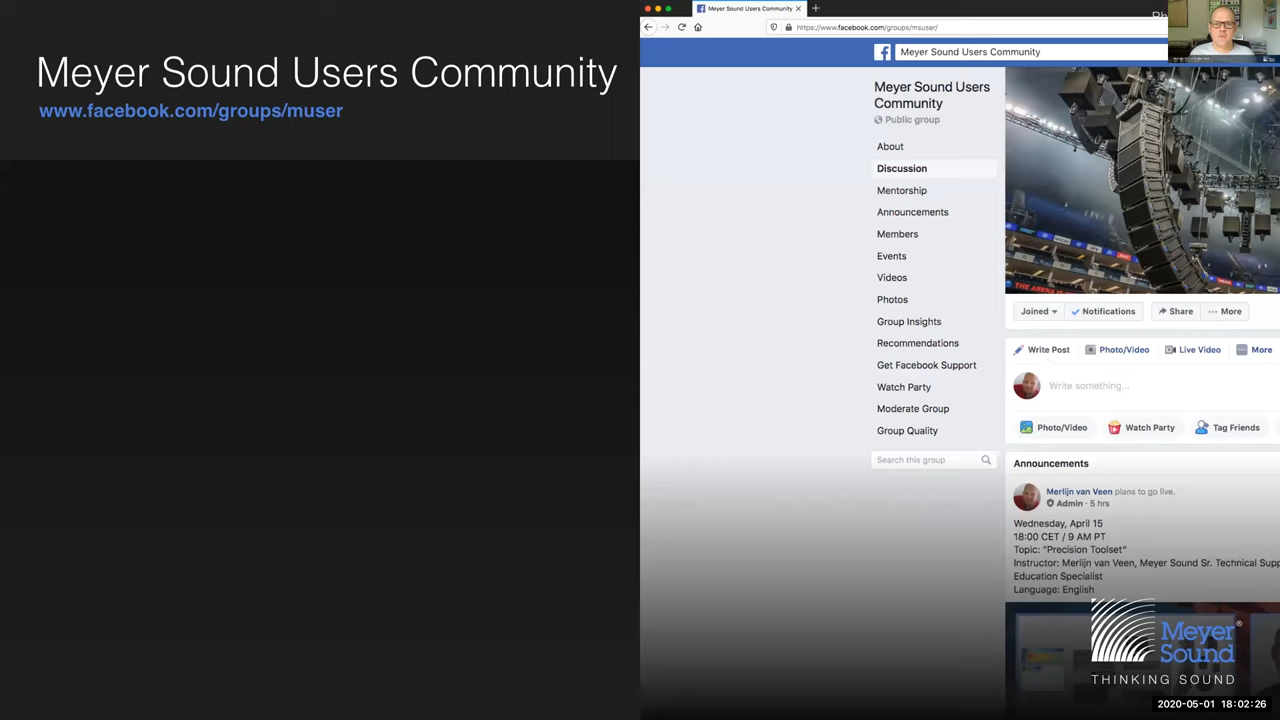 Meyer Sound Users Community
www.facebook.com/groups/muser
Meyer Sound Users Community
https://www.facebook.com/groups/msuser/
Meyer Sound Users Community
Meyer Sound Users
Community
Public group
About
Discussion
Mentorship
Announcements
Members
Events
Videos
Photos
Group Insights
Recommendations
Get Facebook Support
Watch Party
Moderate Group
Group Quality
Search this group
Joined
Notifications
Share
More
Write Post
Photo/Video
Live Video
More
Write something...
Photo/Video
Watch Party
Tag Friends
Announcements
Merlijn van Veen plans to go live.
Admin · 5 hrs
Wednesday, April 15
18:00 CET / 9 AM PT
Topic: "Precision Toolset"
Instructor: Merlijn van Veen, Meyer Sound Sr. Technical Supp
Education Specialist
Language: English
Meyer
Sound®
THINKING SOUND
2020-05-01 18:02:26